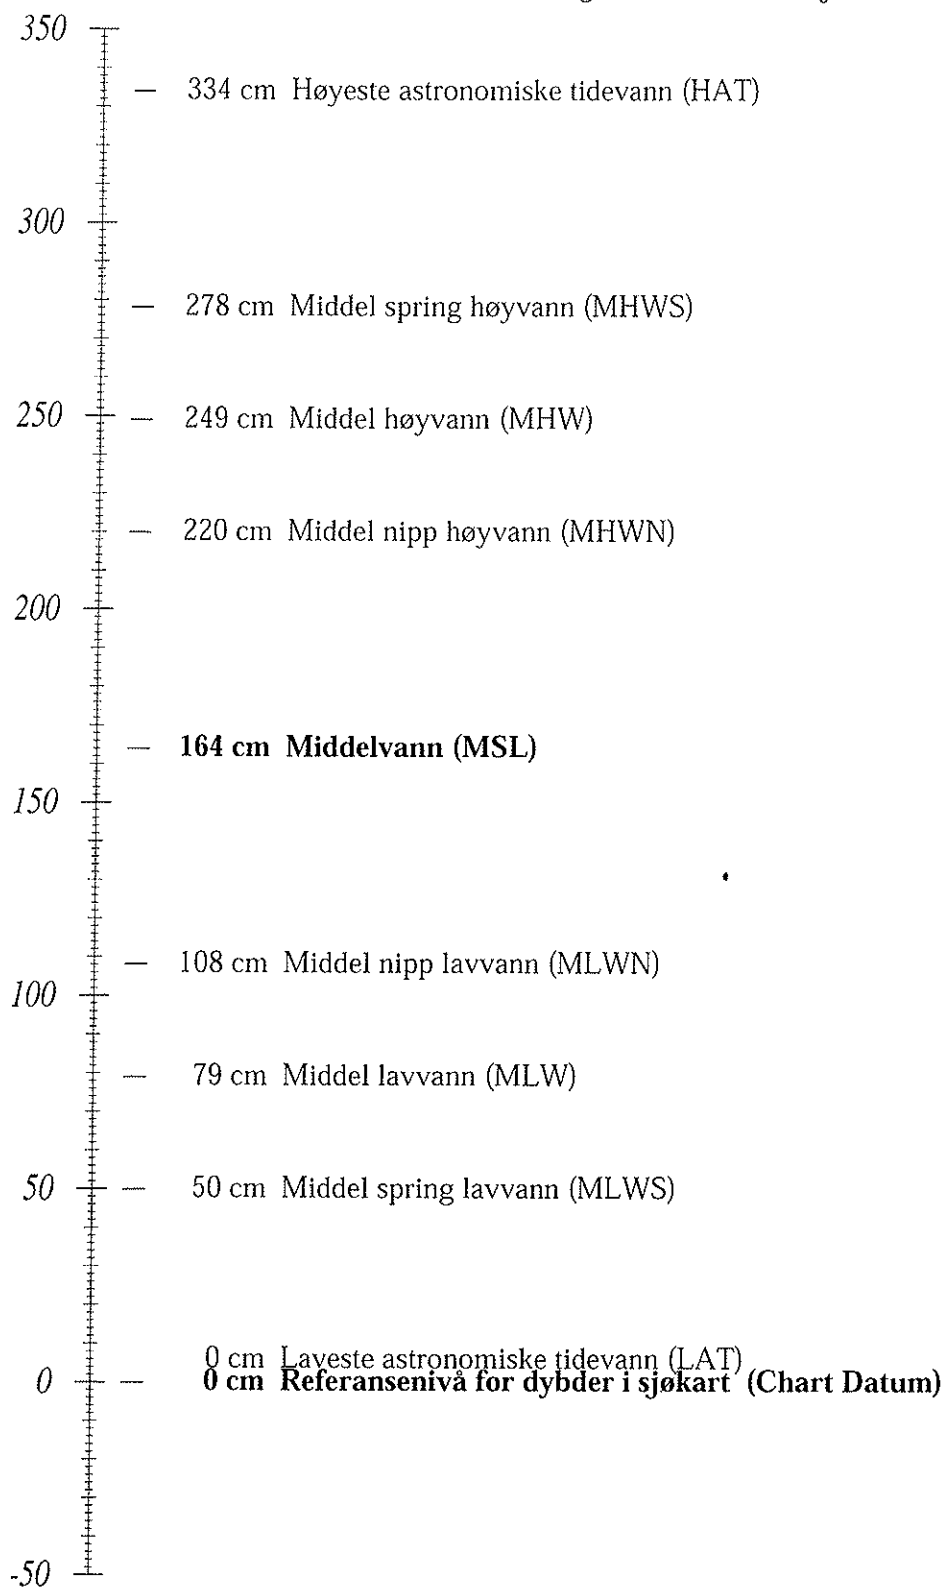 350
334 cm Høyeste astronomiske tidevann (HAT)
300
278 cm Middel spring høyvann (MHWS)
250
249 cm Middel høyvann (MHW)
220 cm Middel nipp høyvann (MHWN)
200
164 cm Middelvann (MSL)
150
108 cm Middel nipp lavvann (MLWN)
100
79 cm Middel lavvann (MLW)
50
50 cm Middel spring lavvann (MLWS)
0 cm Laveste astronomiske tidevann (LAT)
0
0 cm Referansenivå for dybder i sjøkart (Chart Datum)
-50